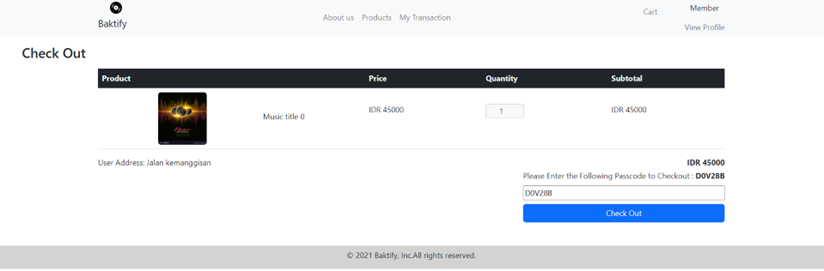 Baktify
About us Products My Transaction
Cart
Member
View Profile
Check Out
Product Price Quantity Subtotal
Music title 0 IDR 45000 1 IDR 45000
User Address: Jalan kemanggisan
IDR 45000
Please Enter the Following Passcode to Checkout : D0V28B
D0V28B
Check Out
© 2021 Baktify, Inc.All rights reserved.